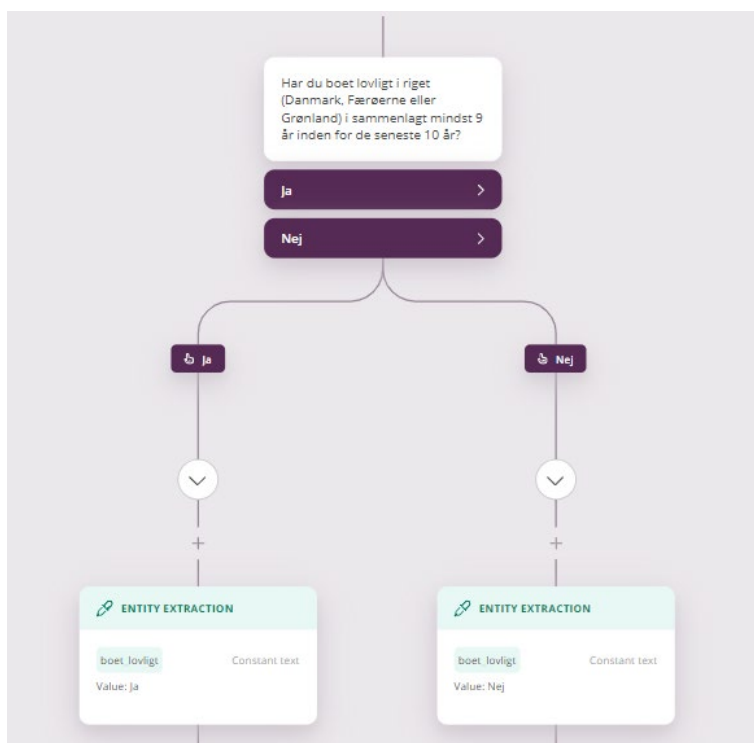 Har du boet lovligt i riget
(Danmark, Færøerne eller
Grønland) i sammenlagt mindst 9
år inden for de seneste 10 år?
Ja
Nej
Ja
Nej
ENTITY EXTRACTION
boet_lovligt Constant text
Value: Ja
ENTITY EXTRACTION
boet_lovligt Constant text
Value: Nej